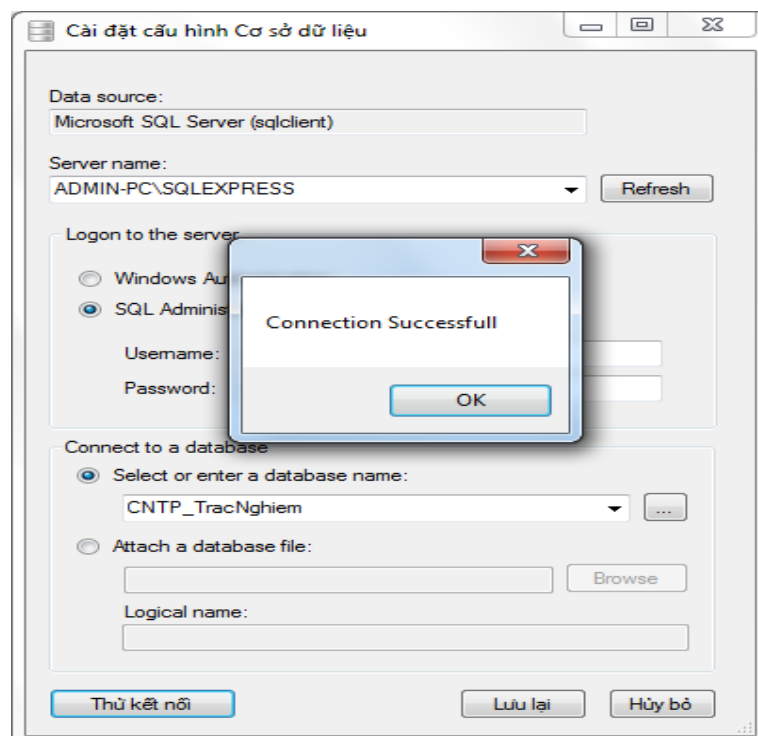 Cài đặt cấu hình Cơ sở dữ liệu
Data source:
Microsoft SQL Server (sqlclient)
Server name:
ADMIN-PC\SQLEXPRESS
Refresh
Logon to the server
Windows
SQL
Connection Successfull
Username:
Password:
OK
Connect to a database
Select or enter a database name:
CNTP_TracNghiem
...
Attach a database file:
Browse
Logical name:
Thử kết nối
Lưu lại
Hủy bỏ